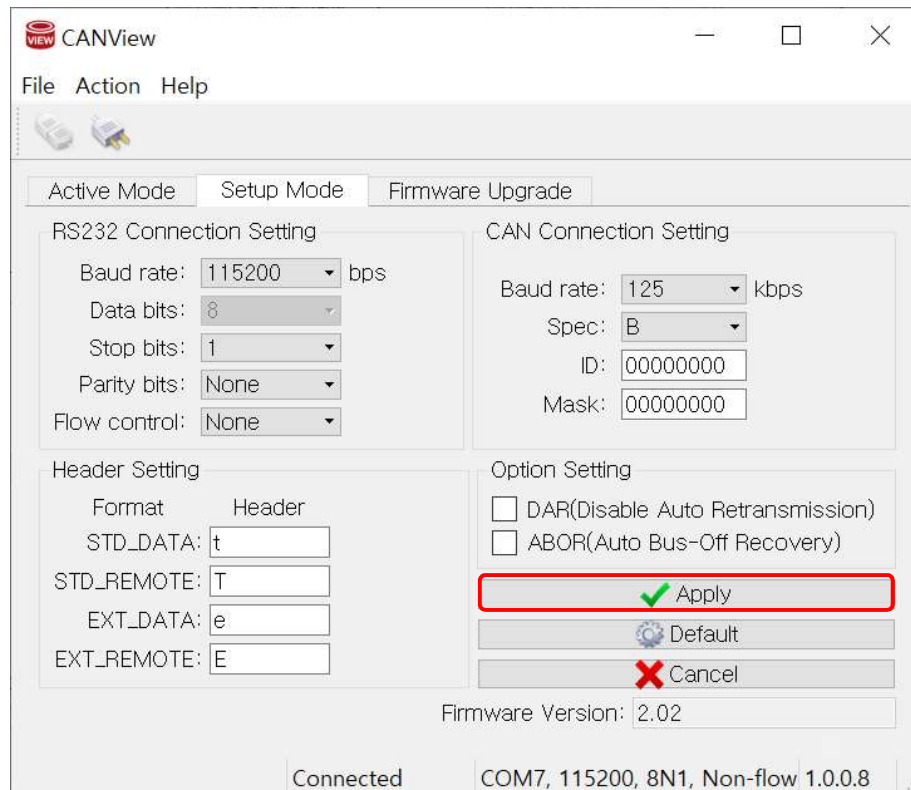 VIEW CANView
File Action Help
Active Mode Setup Mode Firmware Upgrade
RS232 Connection Setting
Baud rate: 115200 bps
Data bits: 8
Stop bits: 1
Parity bits: None
Flow control: None
CAN Connection Setting
Baud rate: 125 kbps
Spec: B
ID: 00000000
Mask: 00000000
Header Setting
Format Header
STD_DATA: t
STD_REMOTE: T
EXT_DATA: e
EXT_REMOTE: E
Option Setting
DAR(Disable Auto Retransmission)
ABOR(Auto Bus-Off Recovery)
Apply
Default
Cancel
Firmware Version: 2.02
Connected COM7, 115200, 8N1, Non-flow 1.0.0.8